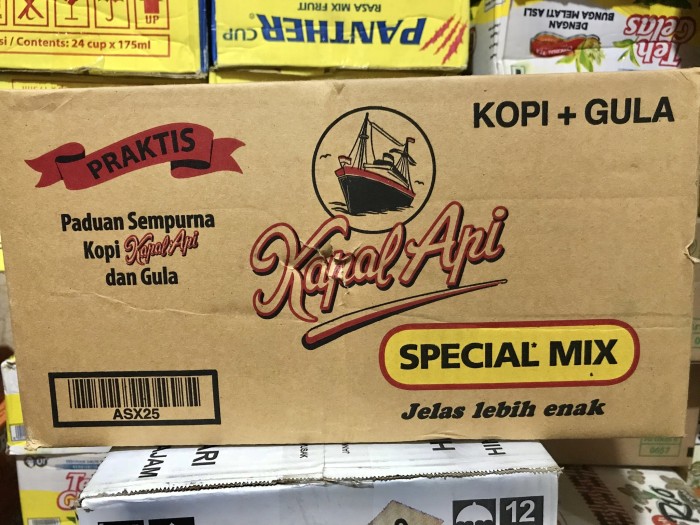 UP
si / Contents: 24 cup x 175ml
RASA MIX FRUIT
PANTHER CUP
DENGAN
BUNGA MELATI ASLI
Teh
Gelas
KOPI + GULA
PRAKTIS
Paduan Sempurna
Kopi Kapal Api
dan Gula
Kapal Api
SPECIAL MIX
Jelas lebih enak
ASX25
12